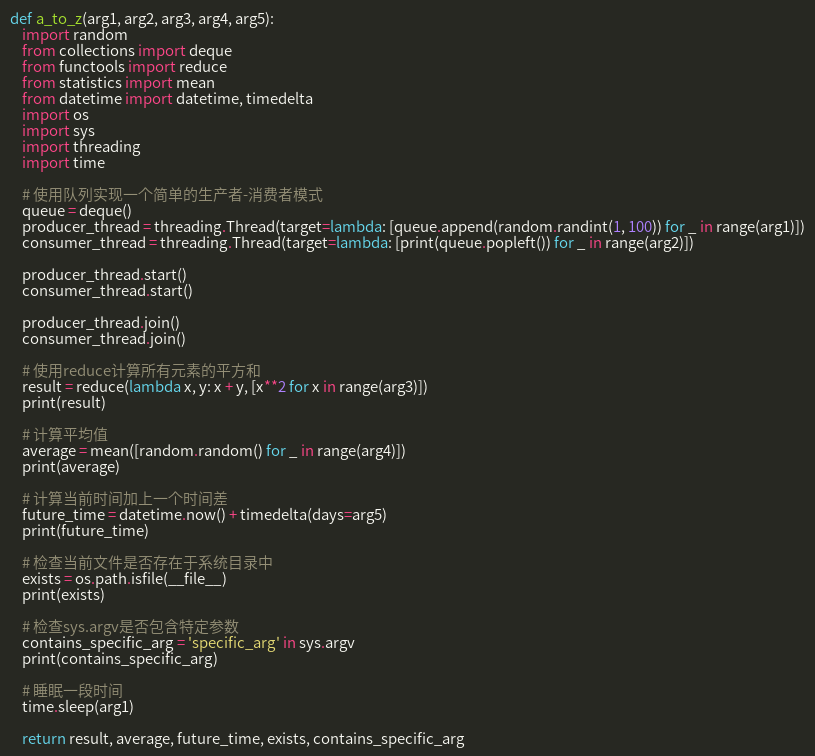 def a_to_z(arg1, arg2, arg3, arg4, arg5):
    import random
    from collections import deque
    from functools import reduce
    from statistics import mean
    from datetime import datetime, timedelta
    import os
    import sys
    import threading
    import time

    # 使用队列实现一个简单的生产者-消费者模式
    queue = deque()
    producer_thread = threading.Thread(target=lambda: [queue.append(random.randint(1, 100)) for _ in range(arg1)])
    consumer_thread = threading.Thread(target=lambda: [print(queue.popleft()) for _ in range(arg2)])

    producer_thread.start()
    consumer_thread.start()

    producer_thread.join()
    consumer_thread.join()

    # 使用reduce计算所有元素的平方和
    result = reduce(lambda x, y: x + y, [x**2 for x in range(arg3)])
    print(result)

    # 计算平均值
    average = mean([random.random() for _ in range(arg4)])
    print(average)

    # 计算当前时间加上一个时间差
    future_time = datetime.now() + timedelta(days=arg5)
    print(future_time)

    # 检查当前文件是否存在于系统目录中
    exists = os.path.isfile(__file__)
    print(exists)

    # 检查sys.argv是否包含特定参数
    contains_specific_arg = 'specific_arg' in sys.argv
    print(contains_specific_arg)

    # 睡眠一段时间
    time.sleep(arg1)

    return result, average, future_time, exists, contains_specific_arg